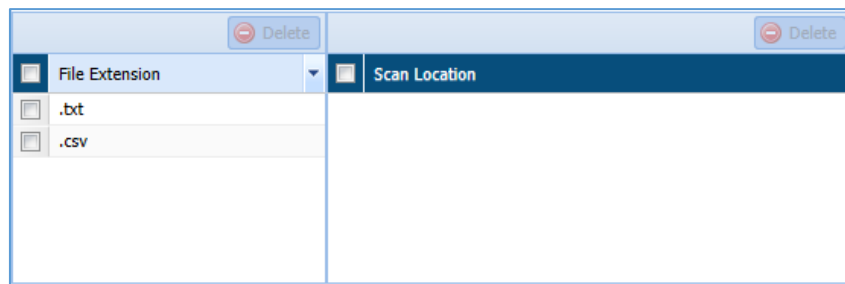 Delete
Delete
File Extension
Scan Location
.txt
.csv